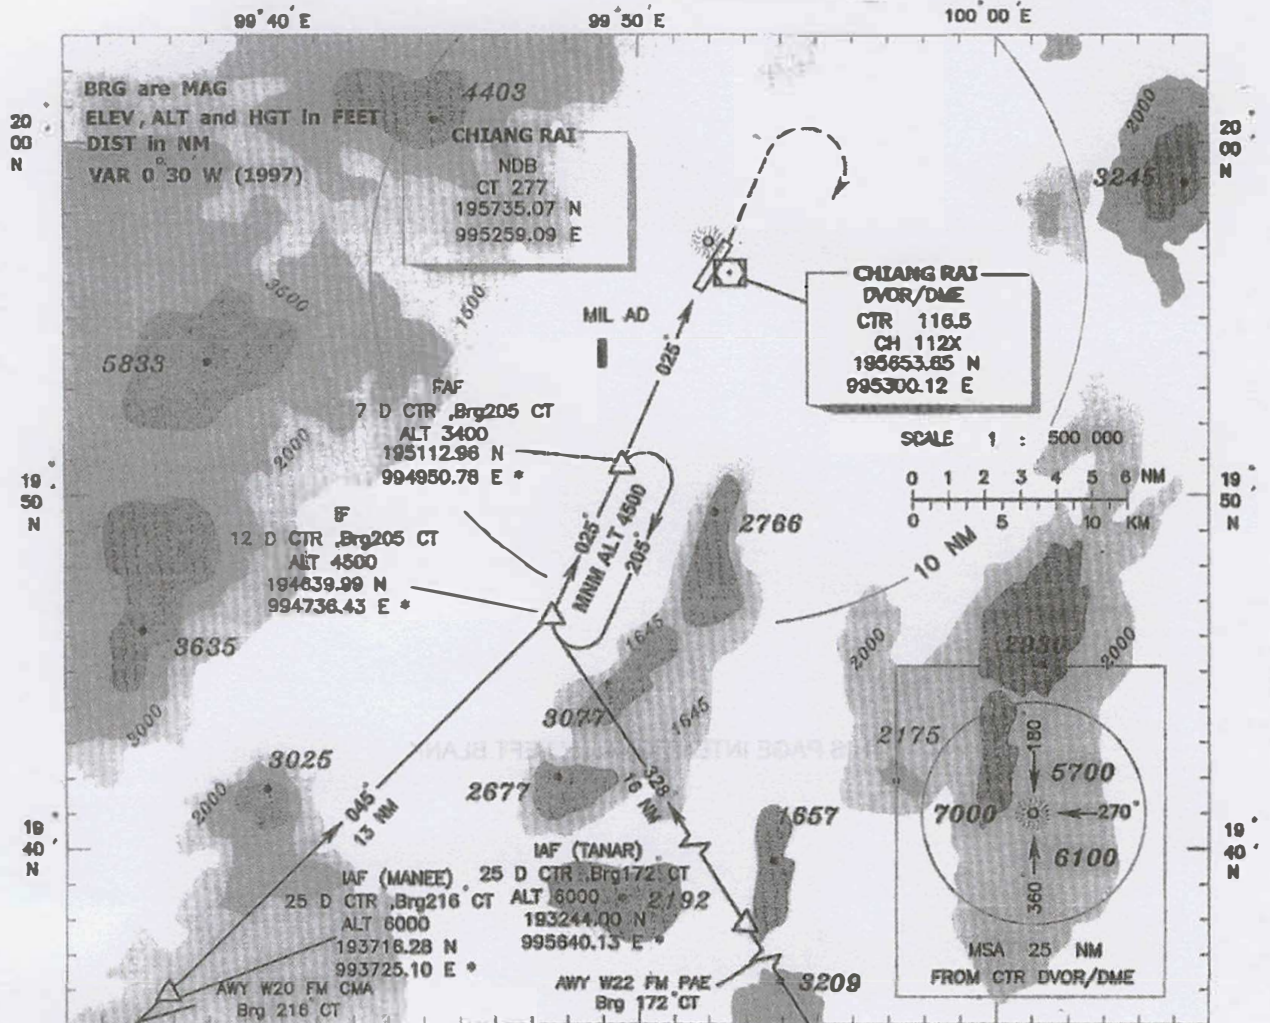 99°40'E
99°50'E
100°00'E
BRG are MAG
ELEV, ALT and HGT in FEET
DIST in NM
VAR 0°30'W (1997)
20°
00'
N
20°
00'
N
4403
CHIANG RAI
NDB
CT 277
195735.07 N
995259.09 E
2000
3245
3500
1500
5833
MIL AD
025°
CHIANG RAI
DVOR/DME
CTR 116.5
CH 112X
195653.65 N
995300.12 E
FAF
7 D CTR ,Brg205 CT
ALT 3400
195112.96 N
994950.78 E *
2000
SCALE 1 : 500 000
0 1 2 3 4 5 6 NM
0 5 10 KM
19°
50'
N
19°
50'
N
IF
12 D CTR ,Brg205 CT
ALT 4500
194639.99 N
994736.43 E *
025°
MNM ALT 4500
205°
2766
10 NM
3635
3000
1645
3077
1645
2000
2930
2000
2175
3025
2000
2677
328
16 NM
045°
13 NM
1657
180
5700
7000
270°
6100
360°
MSA 25 NM
FROM CTR DVOR/DME
19°
40'
N
19°
40'
N
IAF (MANEE)
25 D CTR ,Brg216°CT
ALT 6000
193716.28 N
993725.10 E *
IAF (TANAR)
25 D CTR ,Brg172°CT
ALT 6000
193244.00 N
995640.13 E *
2192
AWY W20 FM CMA
Brg 216°CT
AWY W22 FM PAE
Brg 172°CT
3209